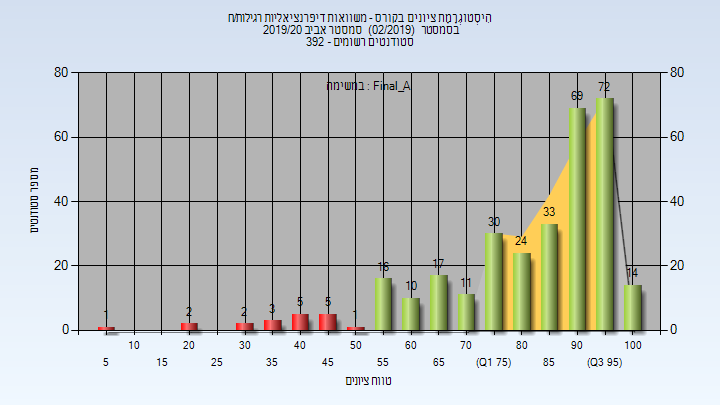 היסטוגרמת ציונים בקורס - משוואות דיפרנציאליות רגילות/ח
בסמסטר (02/2019) סמסטר אביב 2019/20
סטודנטים רשומים - 392
במשימה : Final_A
80 80
60 60
40 40
20 20
0 0
מספר סטודנטים
1 2 2 3 5 5 1 16 10 17 11 30 24 33 69 72 14
10 20 30 40 50 60 70 80 90 100
5 15 25 35 45 55 65 (Q1 75) 85 (Q3 95)
טווח ציונים